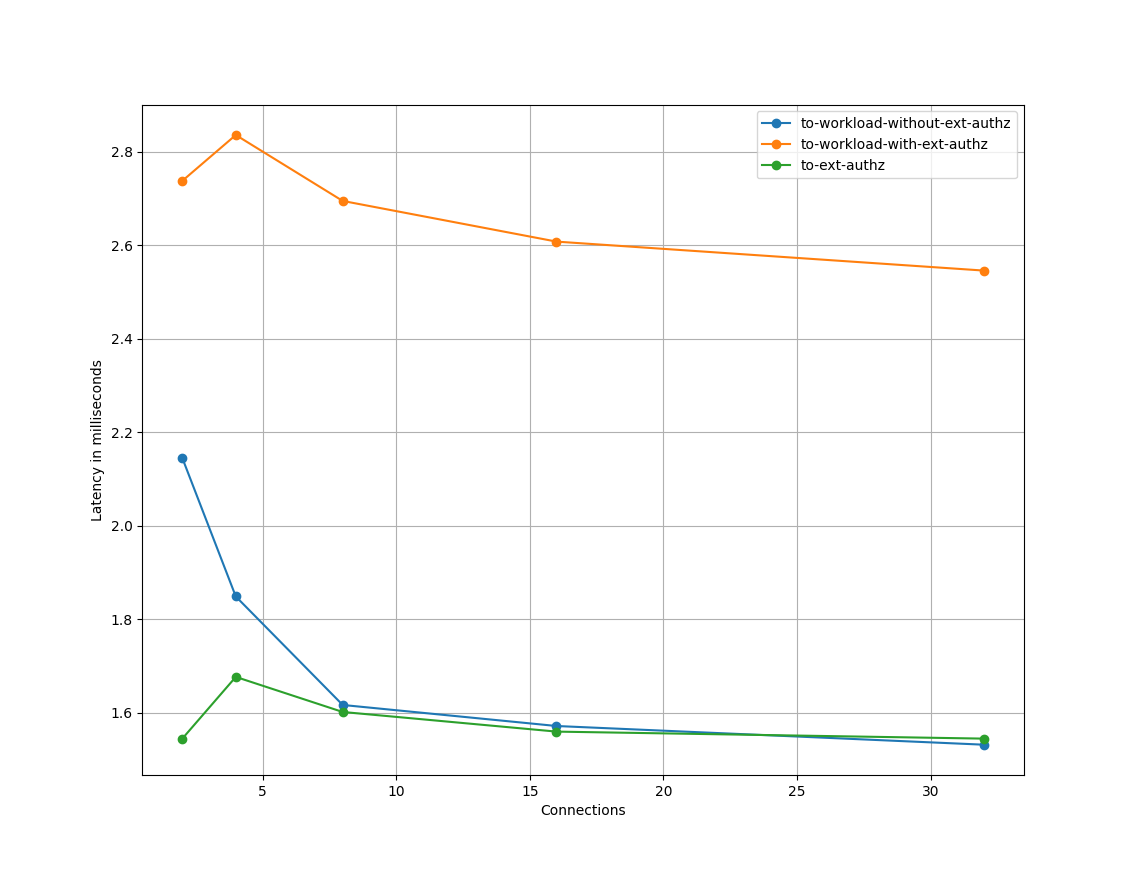 to-workload-without-ext-authz
to-workload-with-ext-authz
to-ext-authz
2.8
2.6
2.4
2.2
2.0
1.8
1.6
Latency in milliseconds
5 10 15 20 25 30
Connections